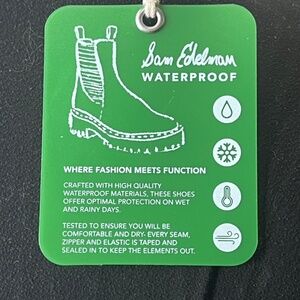 Sam Edelman
WATERPROOF
WHERE FASHION MEETS FUNCTION
CRAFTED WITH HIGH QUALITY
WATERPROOF MATERIALS, THESE SHOES
OFFER OPTIMAL PROTECTION ON WET
AND RAINY DAYS.
TESTED TO ENSURE YOU WILL BE
COMFORTABLE AND DRY- EVERY SEAM,
ZIPPER AND ELASTIC IS TAPED AND
SEALED IN TO KEEP THE ELEMENTS OUT.